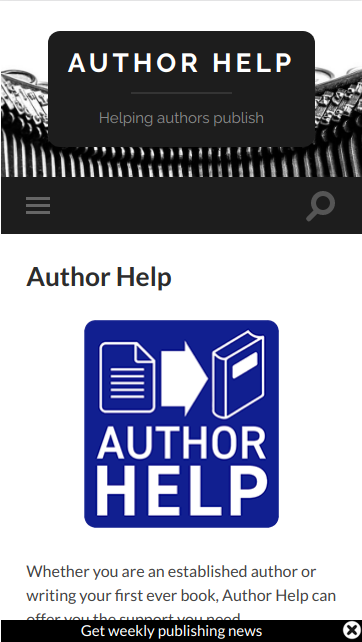 AUTHOR HELP
Helping authors publish
Author Help
AUTHOR
HELP
Whether you are an established author or
writing your first ever book, Author Help can
offer you the support you need
Get weekly publishing news